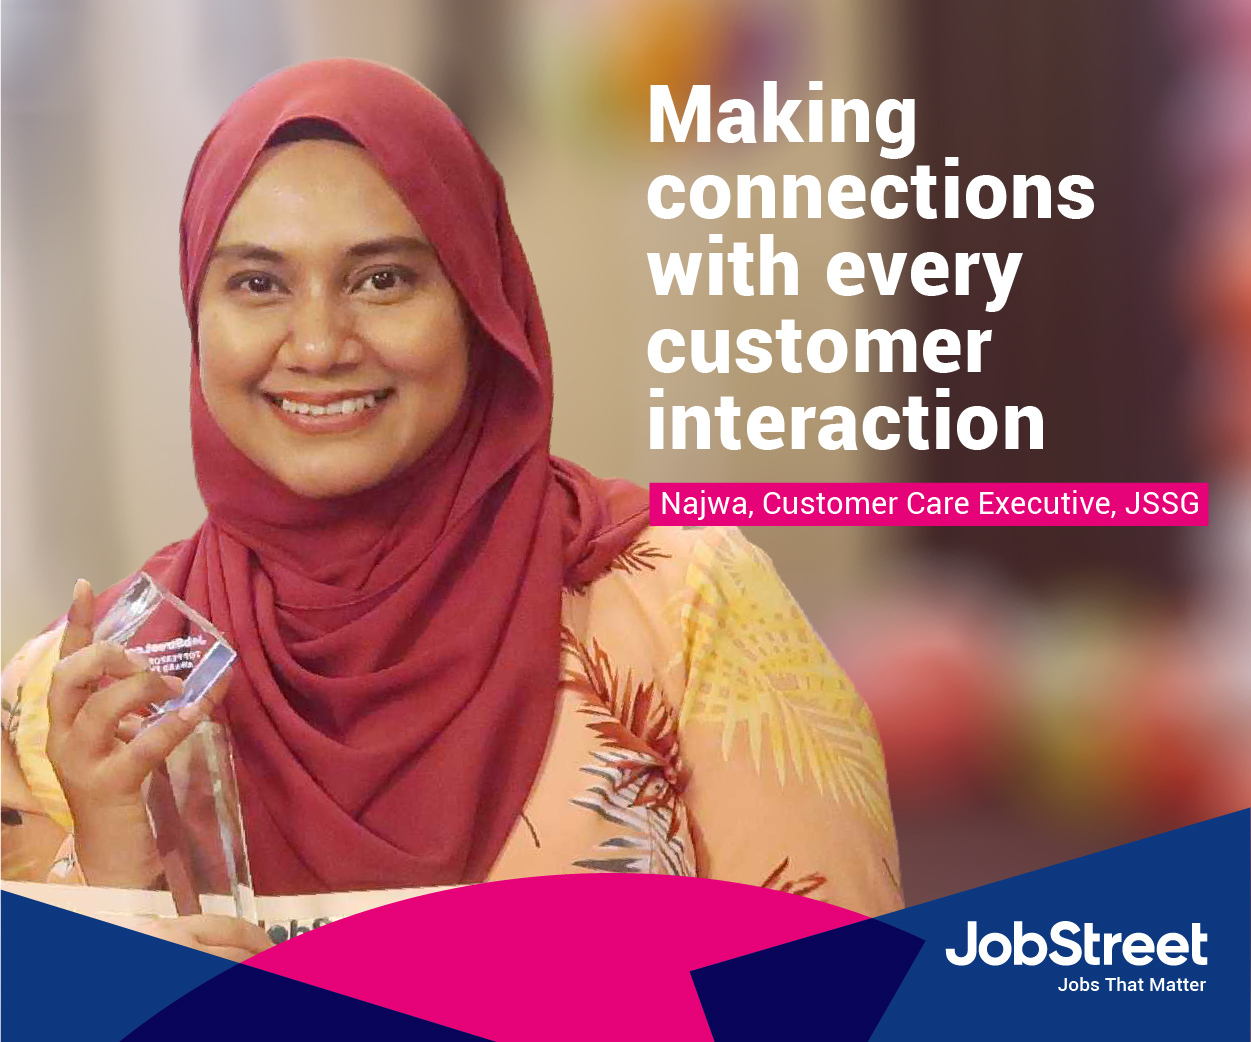 Making
connections
with every
customer
interaction
Najwa, Customer Care Executive, JSSG
JobStreet
Jobs That Matter